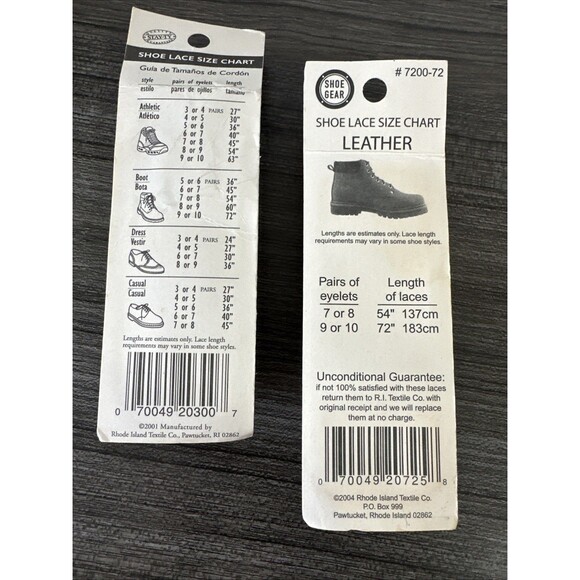 STAY-TY
SHOE LACE SIZE CHART
Guia de Tamaños de Cordón
style pairs of eyelets length
estilo pares de ojillos tamaño
Athletic 3 or 4 PAIRS 27"
Atlético 4 or 5 30"
5 or 6 36"
6 or 7 40"
7 or 8 45"
8 or 9 54"
9 or 10 63"
Boot 5 or 6 PAIRS 36"
Bota 6 or 7 45"
7 or 8 54"
8 or 9 60"
9 or 10 72"
Dress 3 or 4 PAIRS 24"
Vestir 4 or 5 27"
6 or 7 30"
8 or 9 36"
Casual 3 or 4 PAIRS 27"
Casual 4 or 5 30"
5 or 6 36"
6 or 7 40"
7 or 8 45"
Lengths are estimants only. Lace length
requirements may vary in some shoe styles.
0 70049 20300 7
©2001 Manufactured by
Rhode Island Textile Co., Pawtucket, RI 02862
SHOE
GEAR
# 7200-72
SHOE LACE SIZE CHART
LEATHER
Lengths are estimates only. Lace length
requirements may vary in some shoe styles.
Pairs of Length
eyelets of laces
7 or 8 54" 137cm
9 or 10 72" 183cm
Unconditional Guarantee:
if not 100% satisfied with these laces
return them to R.I. Textile Co. with
original receipt and we will replace
them at no charge.
0 70049 20725 8
©2004 Rhode Island Textile Co.
P.O. Box 999
Pawtucket, Rhode Island 02862